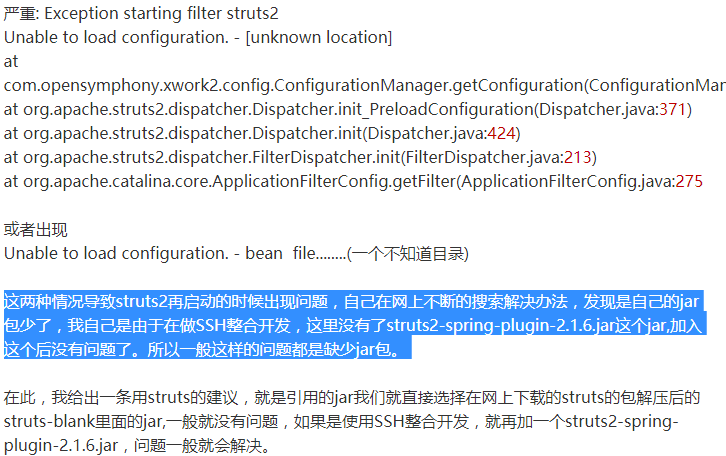 严重: Exception starting filter struts2
Unable to load configuration. - [unknown location]
at
com.opensymphony.xwork2.config.ConfigurationManager.getConfiguration(ConfigurationMan
at org.apache.struts2.dispatcher.Dispatcher.init_PreloadConfiguration(Dispatcher.java:371)
at org.apache.struts2.dispatcher.Dispatcher.init(Dispatcher.java:424)
at org.apache.struts2.dispatcher.FilterDispatcher.init(FilterDispatcher.java:213)
at org.apache.catalina.core.ApplicationFilterConfig.getFilter(ApplicationFilterConfig.java:275
或者出现
Unable to load configuration. - bean  file........(一个不知道目录)
这两种情况导致struts2再启动的时候出现问题，自己在网上不断的搜索解决办法，发现是自己的jar
包少了，我自己是由于在做SSH整合开发，这里没有了struts2-spring-plugin-2.1.6.jar这个jar,加入
这个后没有问题了。所以一般这样的问题都是缺少jar包。
在此，我给出一条用struts的建议，就是引用的jar我们就直接选择在网上下载的struts的包解压后的
struts-blank里面的jar,一般就没有问题，如果是使用SSH整合开发，就再加一个struts2-spring-
plugin-2.1.6.jar，问题一般就会解决。